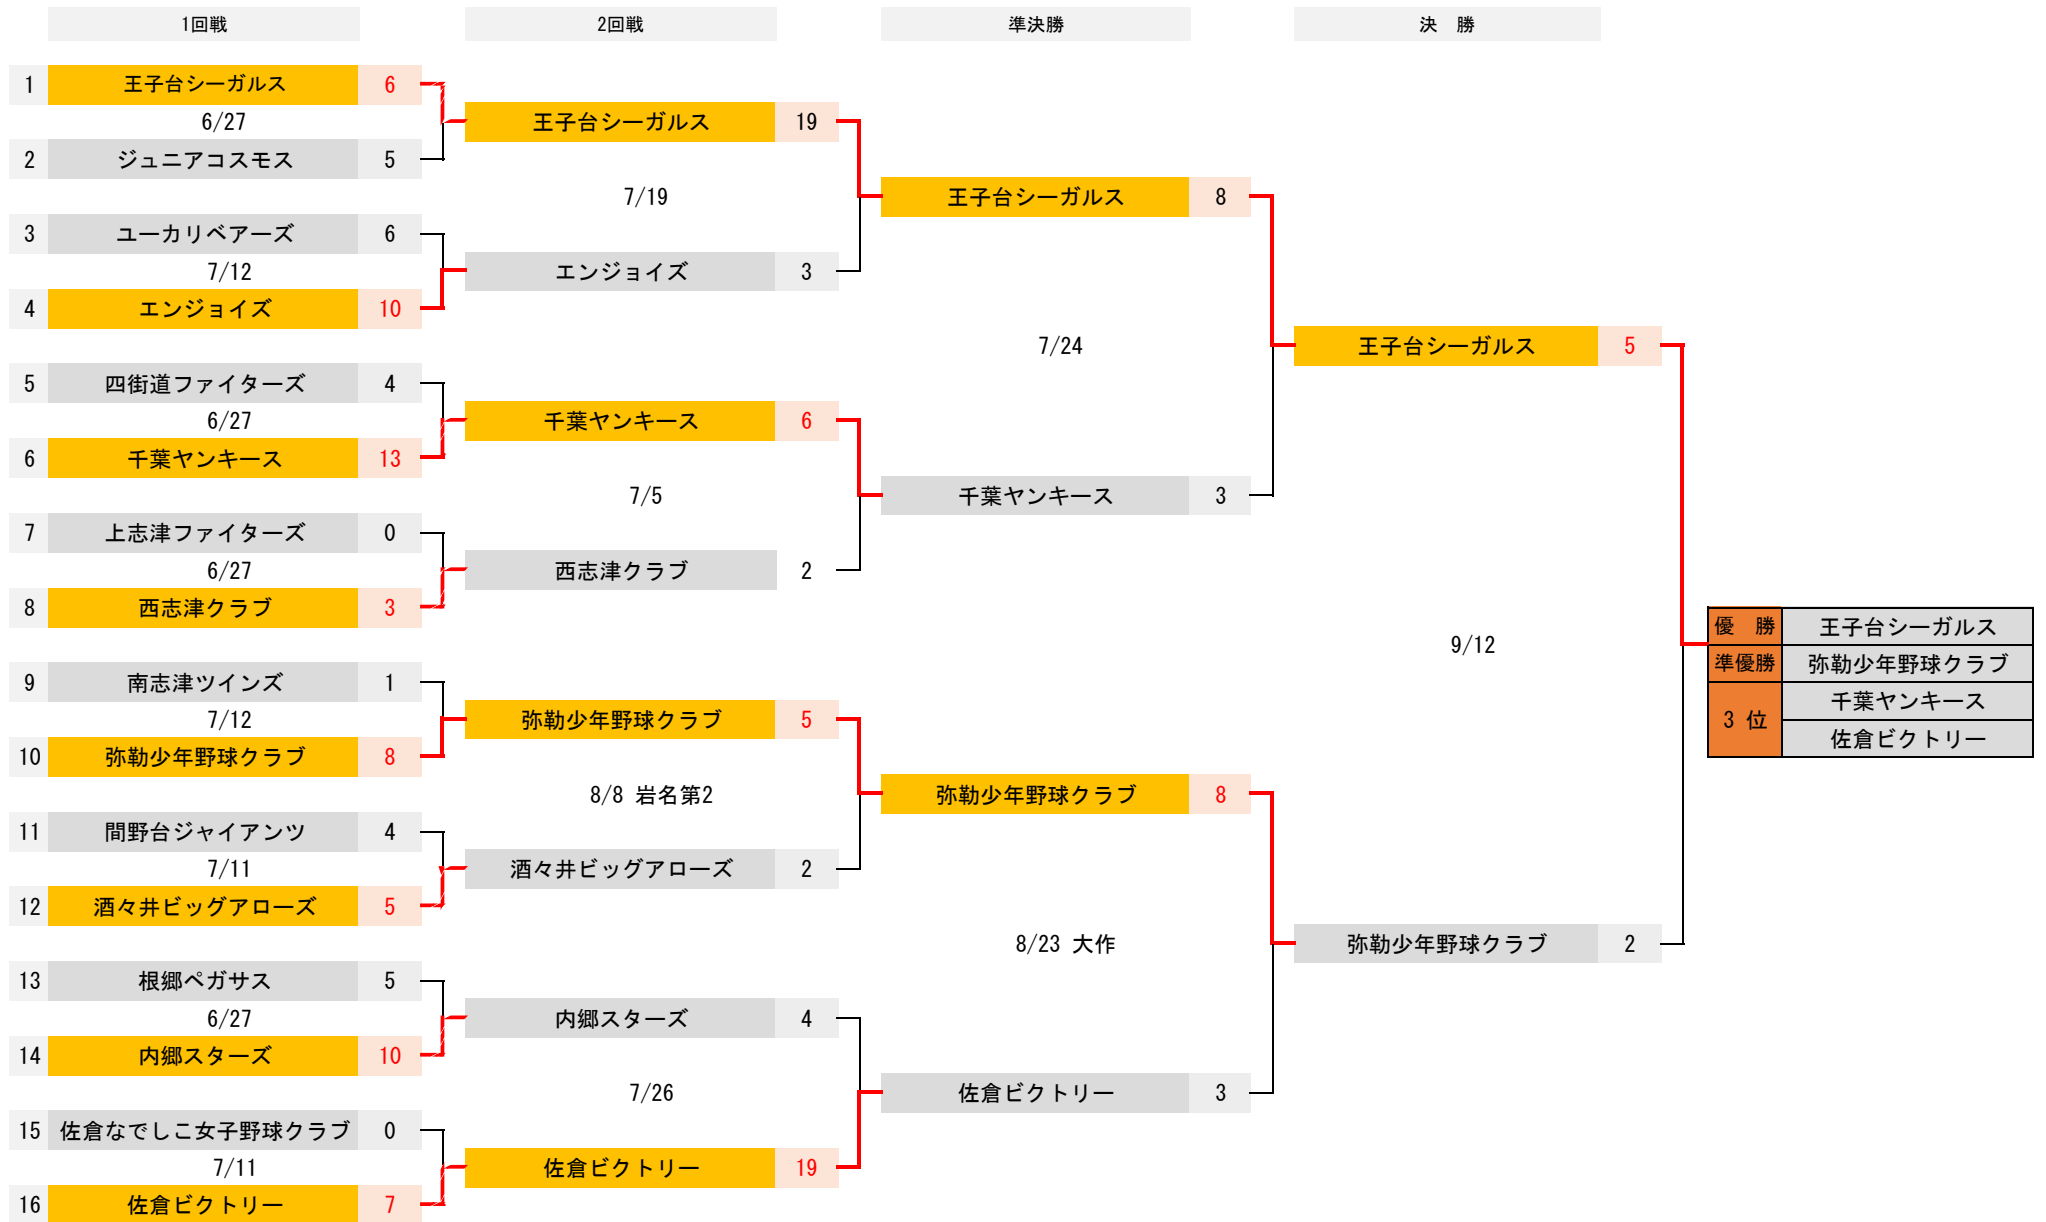 1回戦
2回戦
準決勝
決　勝
1 王子台シーガルス 6
6/27
2 ジュニアコスモス 5
3 ユーカリベアーズ 6
7/12
4 エンジョイズ 10
5 四街道ファイターズ 4
6/27
6 千葉ヤンキース 13
7 上志津ファイターズ 0
6/27
8 西志津クラブ 3
9 南志津ツインズ 1
7/12
10 弥勒少年野球クラブ 8
11 間野台ジャイアンツ 4
7/11
12 酒々井ビッグアローズ 5
13 根郷ペガサス 5
6/27
14 内郷スターズ 10
15 佐倉なでしこ女子野球クラブ 0
7/11
16 佐倉ビクトリー 7
王子台シーガルス 19
7/19
エンジョイズ 3
千葉ヤンキース 6
7/5
西志津クラブ 2
弥勒少年野球クラブ 5
8/8 岩名第2
酒々井ビッグアローズ 2
内郷スターズ 4
7/26
佐倉ビクトリー 19
王子台シーガルス 8
7/24
千葉ヤンキース 3
弥勒少年野球クラブ 8
8/23 大作
佐倉ビクトリー 3
王子台シーガルス 5
9/12
弥勒少年野球クラブ 2
優　勝 王子台シーガルス
準優勝 弥勒少年野球クラブ
3 位 千葉ヤンキース
佐倉ビクトリー